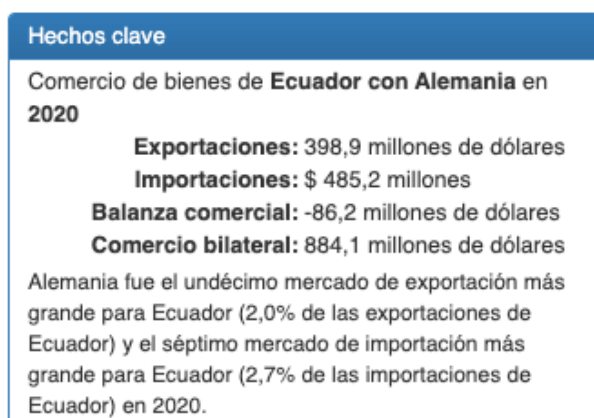 Hechos clave
Comercio de bienes de Ecuador con Alemania en
2020
Exportaciones: 398,9 millones de dólares
Importaciones: $ 485,2 millones
Balanza comercial: -86,2 millones de dólares
Comercio bilateral: 884,1 millones de dólares
Alemania fue el undécimo mercado de exportación más
grande para Ecuador (2,0% de las exportaciones de
Ecuador) y el séptimo mercado de importación más
grande para Ecuador (2,7% de las importaciones de
Ecuador) en 2020.